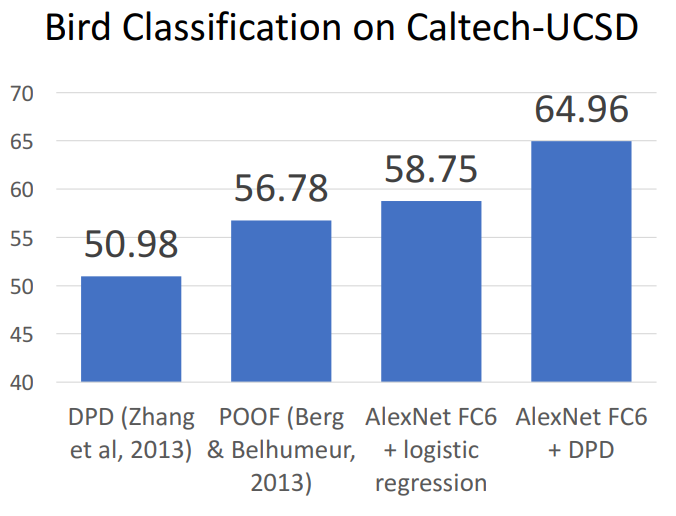 Bird Classification on Caltech-UCSD
70
65
60
55
50
45
40
50.98
56.78
58.75
64.96
DPD (Zhang
et al, 2013)
POOF (Berg
& Belhumeur,
2013)
AlexNet FC6
+ logistic
regression
AlexNet FC6
+ DPD